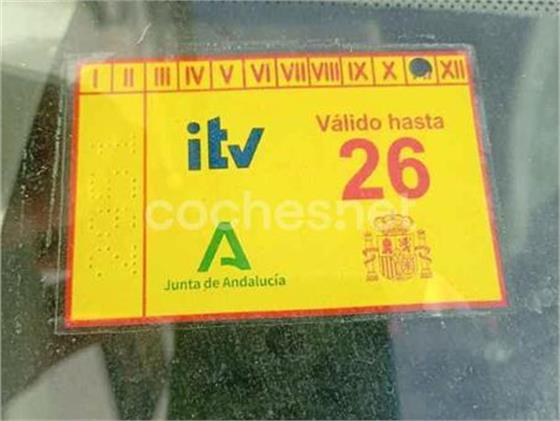 I II III IV V VI VII VIII IX X XII
itv
Válido hasta
26
coches.net
Junta de Andalucía